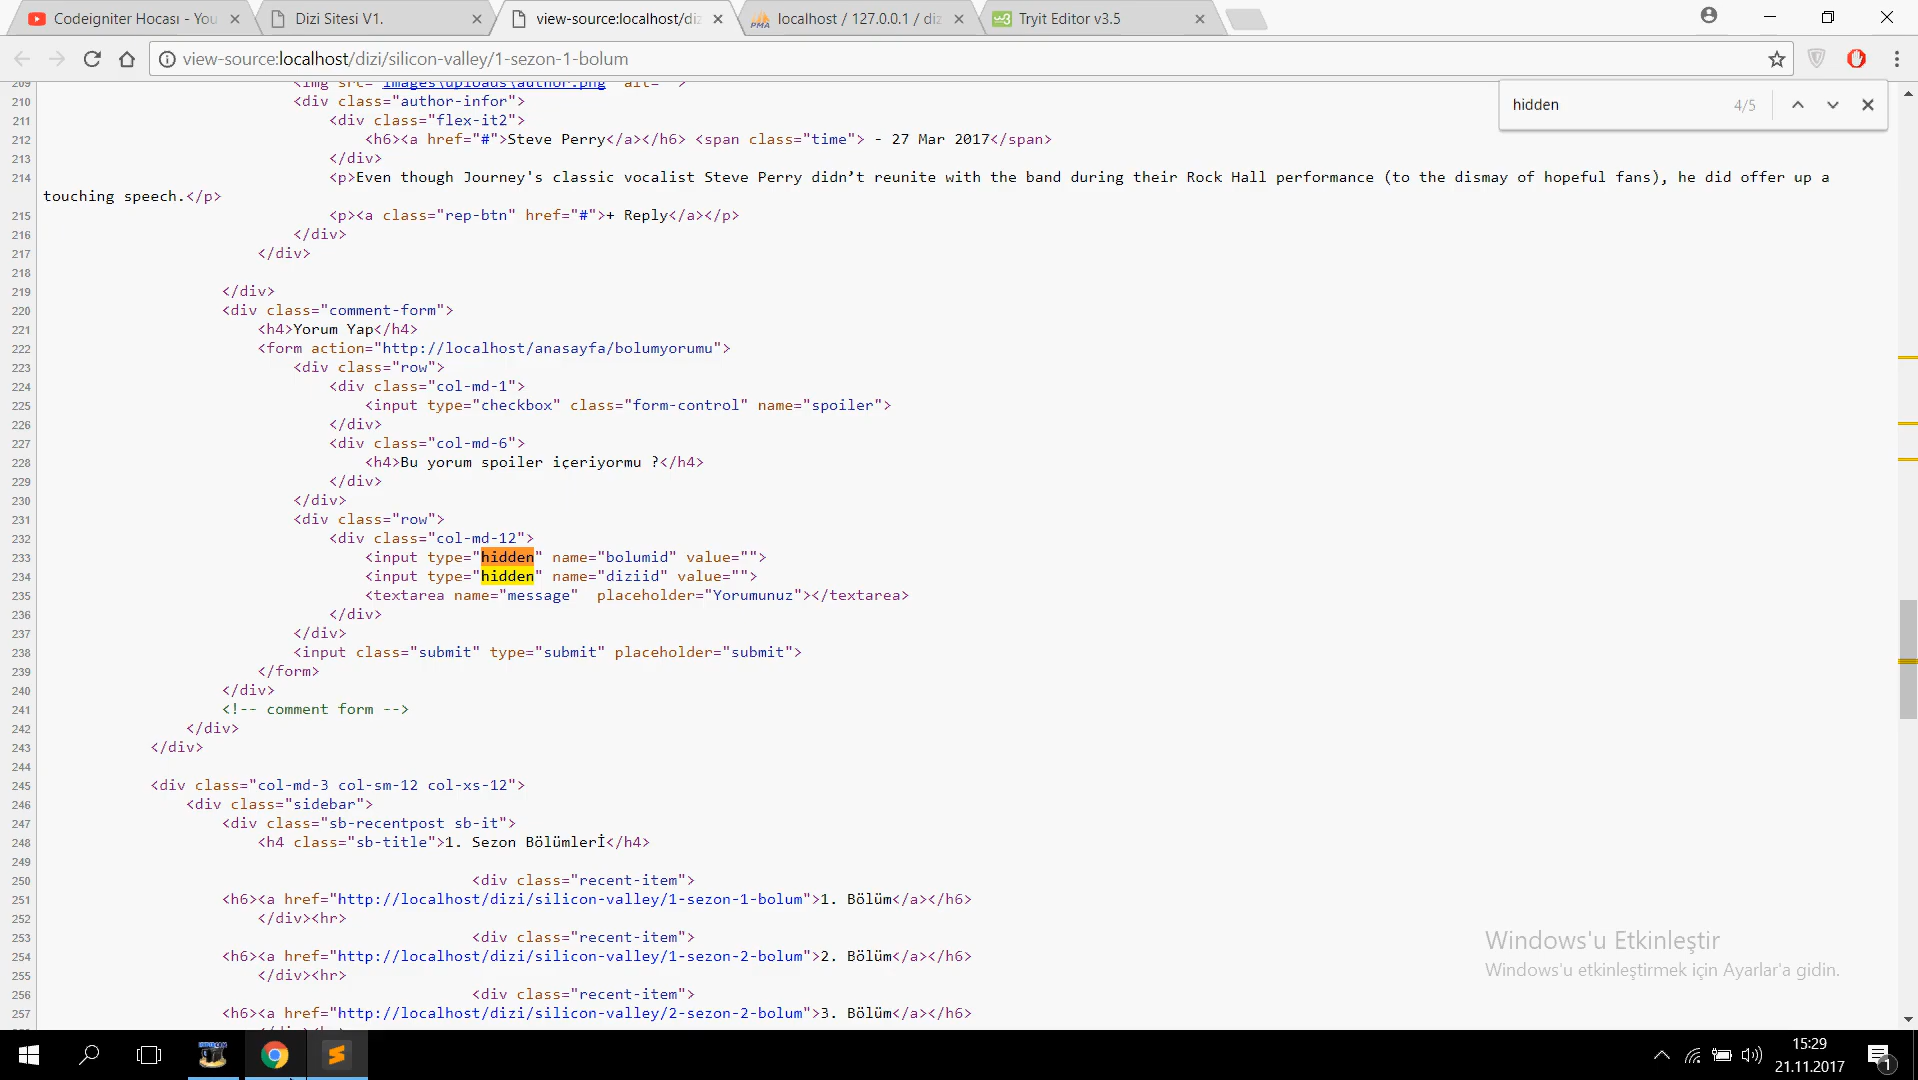 Codeigniter Hocası - You
Dizi Sitesi V1.
view-source:localhost/diz
localhost / 127.0.0.1 / diz
Tryit Editor v3.5
view-source:localhost/dizi/silicon-valley/1-sezon-1-bolum
hidden 4/5
209 <img src="images\uploads\author.png" alt="">
210 <div class="author-infor">
211 <div class="flex-it2">
212 <h6><a href="#">Steve Perry</a></h6> <span class="time"> - 27 Mar 2017</span>
213 </div>
214 <p>Even though Journey's classic vocalist Steve Perry didn’t reunite with the band during their Rock Hall performance (to the dismay of hopeful fans), he did offer up a
touching speech.</p>
215 <p><a class="rep-btn" href="#">+ Reply</a></p>
216 </div>
217 </div>
218
219 </div>
220 <div class="comment-form">
221 <h4>Yorum Yap</h4>
222 <form action="http://localhost/anasayfa/bolumyorumu">
223 <div class="row">
224 <div class="col-md-1">
225 <input type="checkbox" class="form-control" name="spoiler">
226 </div>
227 <div class="col-md-6">
228 <h4>Bu yorum spoiler içeriyormu ?</h4>
229 </div>
230 </div>
231 <div class="row">
232 <div class="col-md-12">
233 <input type="hidden" name="bolumid" value="">
234 <input type="hidden" name="diziid" value="">
235 <textarea name="message"  placeholder="Yorumunuz"></textarea>
236 </div>
237 </div>
238 <input class="submit" type="submit" placeholder="submit">
239 </form>
240 </div>
241 <!-- comment form -->
242 </div>
243 </div>
244
245 <div class="col-md-3 col-sm-12 col-xs-12">
246 <div class="sidebar">
247 <div class="sb-recentpost sb-it">
248 <h4 class="sb-title">1. Sezon Bölümlerİ</h4>
249
250 <div class="recent-item">
251 <h6><a href="http://localhost/dizi/silicon-valley/1-sezon-1-bolum">1. Bölüm</a></h6>
252 </div><hr>
253 <div class="recent-item">
254 <h6><a href="http://localhost/dizi/silicon-valley/1-sezon-2-bolum">2. Bölüm</a></h6>
255 </div><hr>
256 <div class="recent-item">
257 <h6><a href="http://localhost/dizi/silicon-valley/2-sezon-2-bolum">3. Bölüm</a></h6>
Windows'u Etkinleştir
Windows'u etkinleştirmek için Ayarlar'a gidin.
15:29
21.11.2017
1